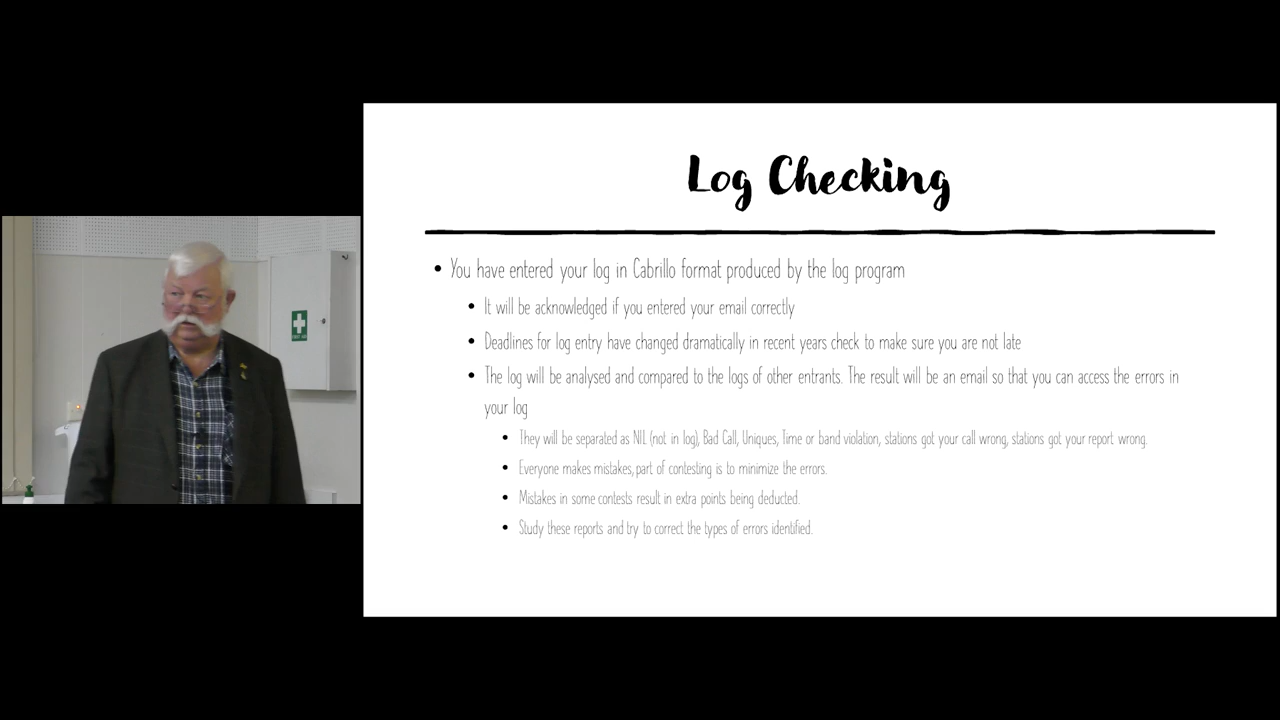 Log Checking
• You have entered your log in Cabrillo format produced by the log program
• It will be acknowledged if you entered your email correctly
• Deadlines for log entry have changed dramatically in recent years check to make sure you are not late
• The log will be analysed and compared to the logs of other entrants. The result will be an email so that you can access the errors in
your log
• They will be separated as NIL (not in log), Bad Call, Uniques, Time or band violation, stations got your call wrong, stations got your report wrong.
• Everyone makes mistakes, part of contesting is to minimize the errors.
• Mistakes in some contests result in extra points being deducted.
• Study these reports and try to correct the types of errors identified.
FIRST AID